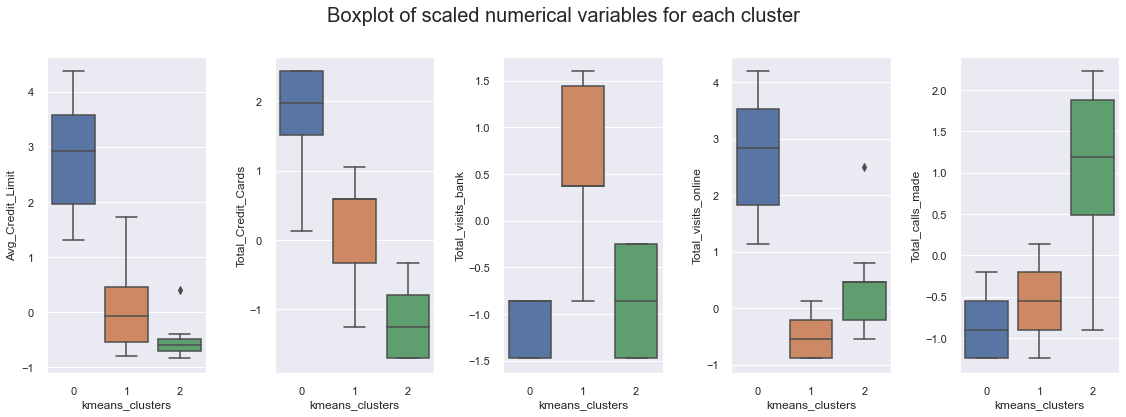 Boxplot of scaled numerical variables for each cluster
Avg_Credit_Limit
4
3
2
1
0
−1
0 1 2
kmeans_clusters
Total_Credit_Cards
2
1
0
−1
0 1 2
kmeans_clusters
Total_visits_bank
1.5
1.0
0.5
0.0
−0.5
−1.0
−1.5
0 1 2
kmeans_clusters
Total_visits_online
4
3
2
1
0
−1
0 1 2
kmeans_clusters
Total_calls_made
2.0
1.5
1.0
0.5
0.0
−0.5
−1.0
0 1 2
kmeans_clusters